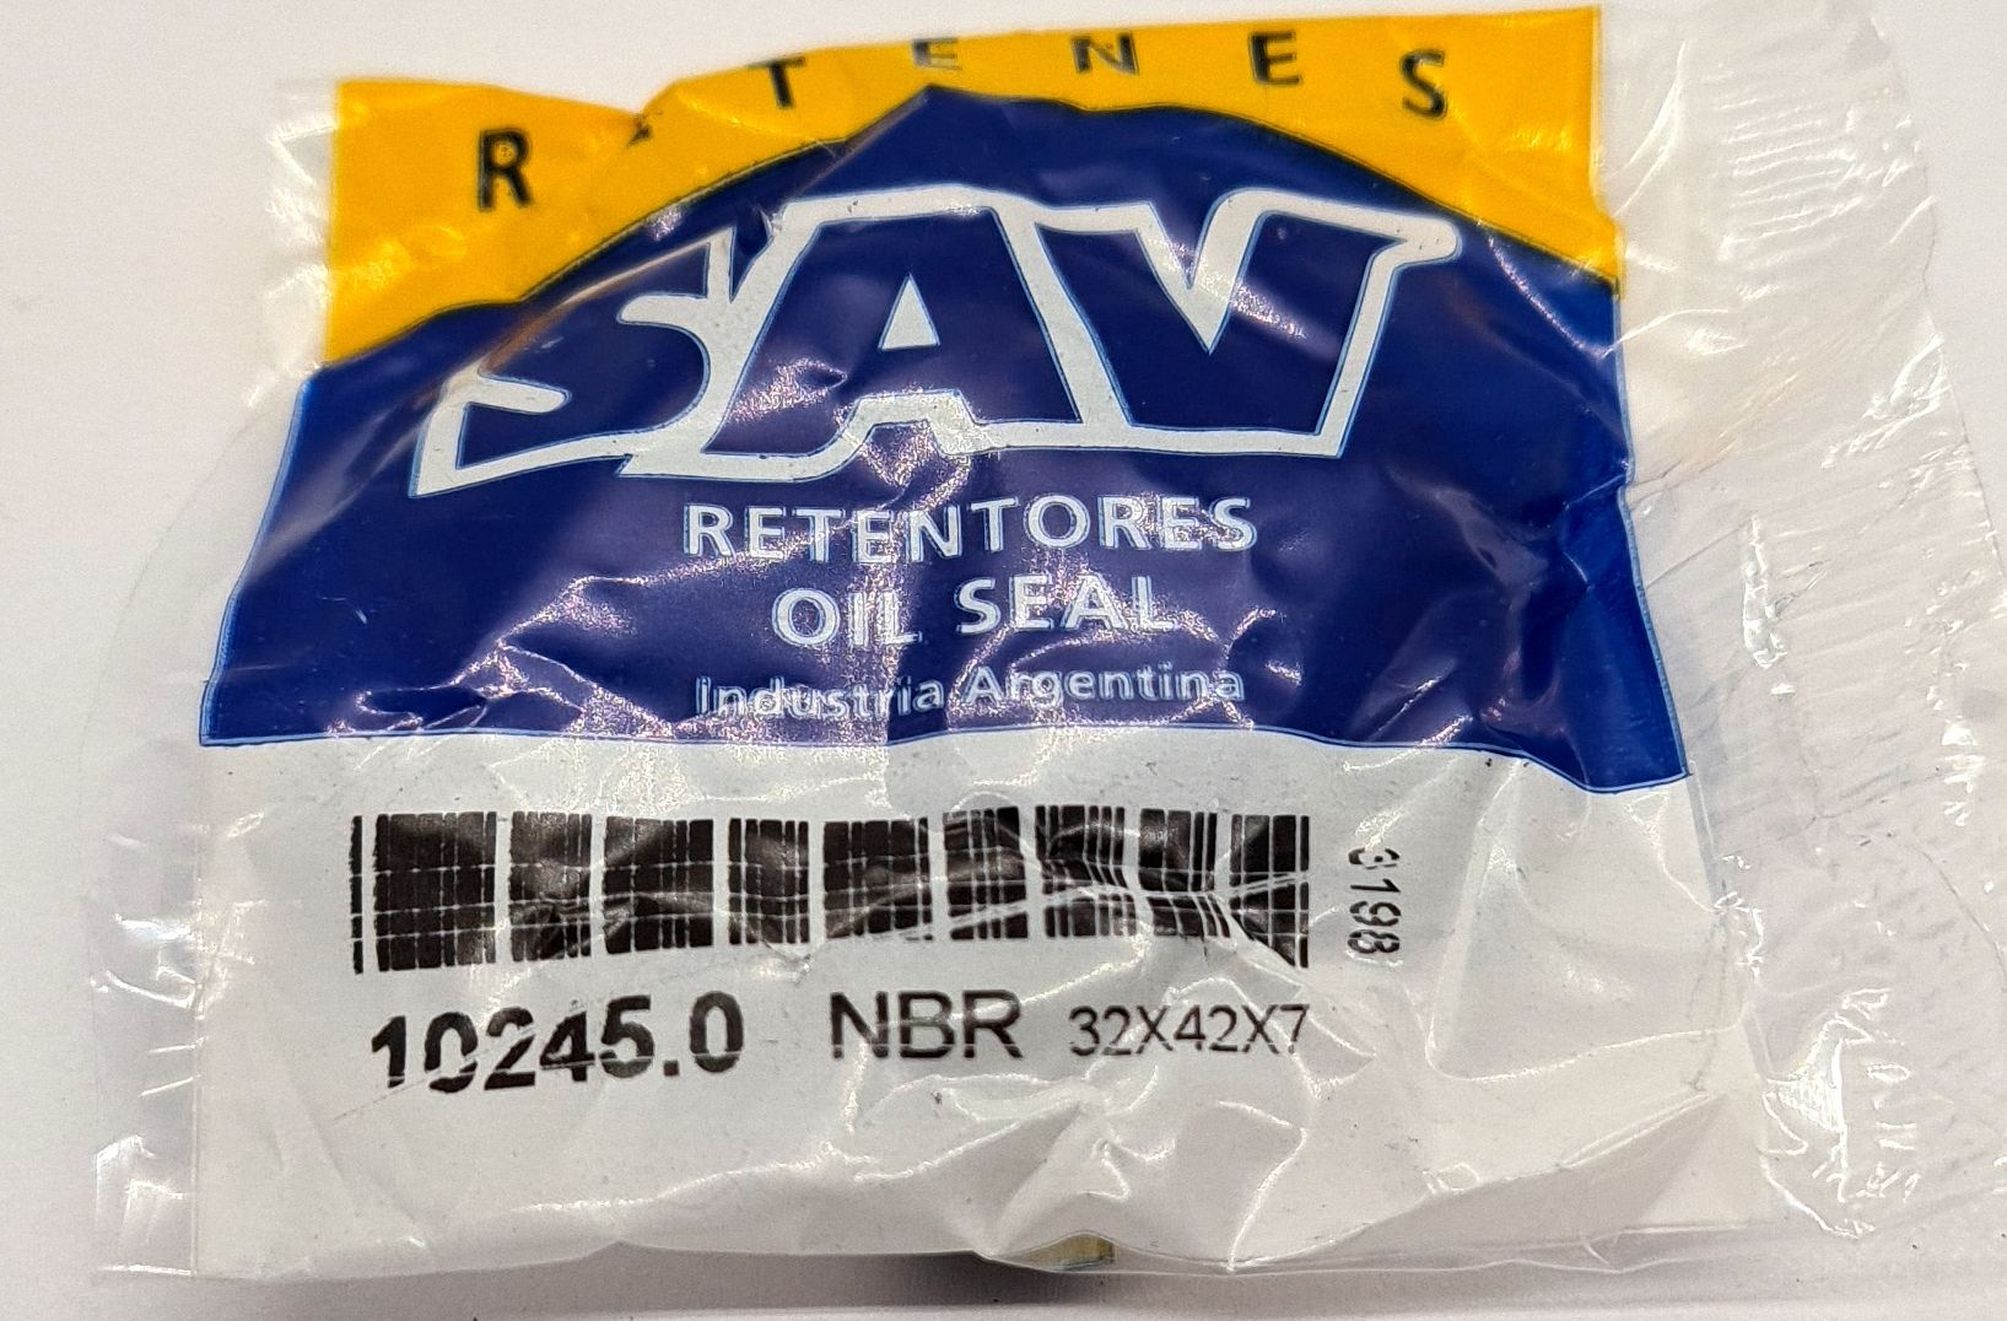 RETENES
SAV
RETENTORES
OIL SEAL
Industria Argentina
3198
10245.0 NBR 32X42X7